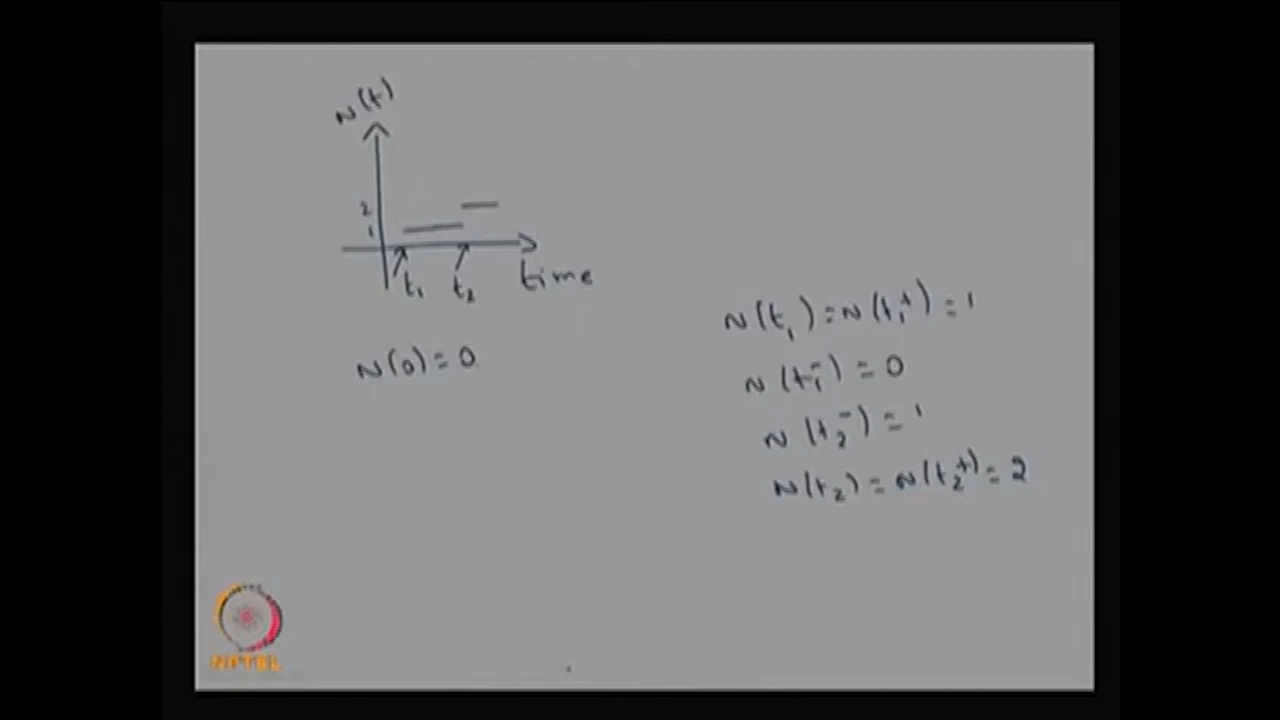 N(t)
2
1
t₁ t₂ time
N(0) = 0
N(t₁) = N(t₁⁺) = 1
N(t₁⁻) = 0
N(t₂⁻) = 1
N(t₂) = N(t₂⁺) = 2
NPTEL